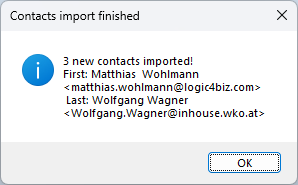 Contacts import finished
3 new contacts imported!
First: Matthias  Wohlmann
<matthias.wohlmann@logic4biz.com>
 Last: Wolfgang Wagner
<Wolfgang.Wagner@inhouse.wko.at>
OK